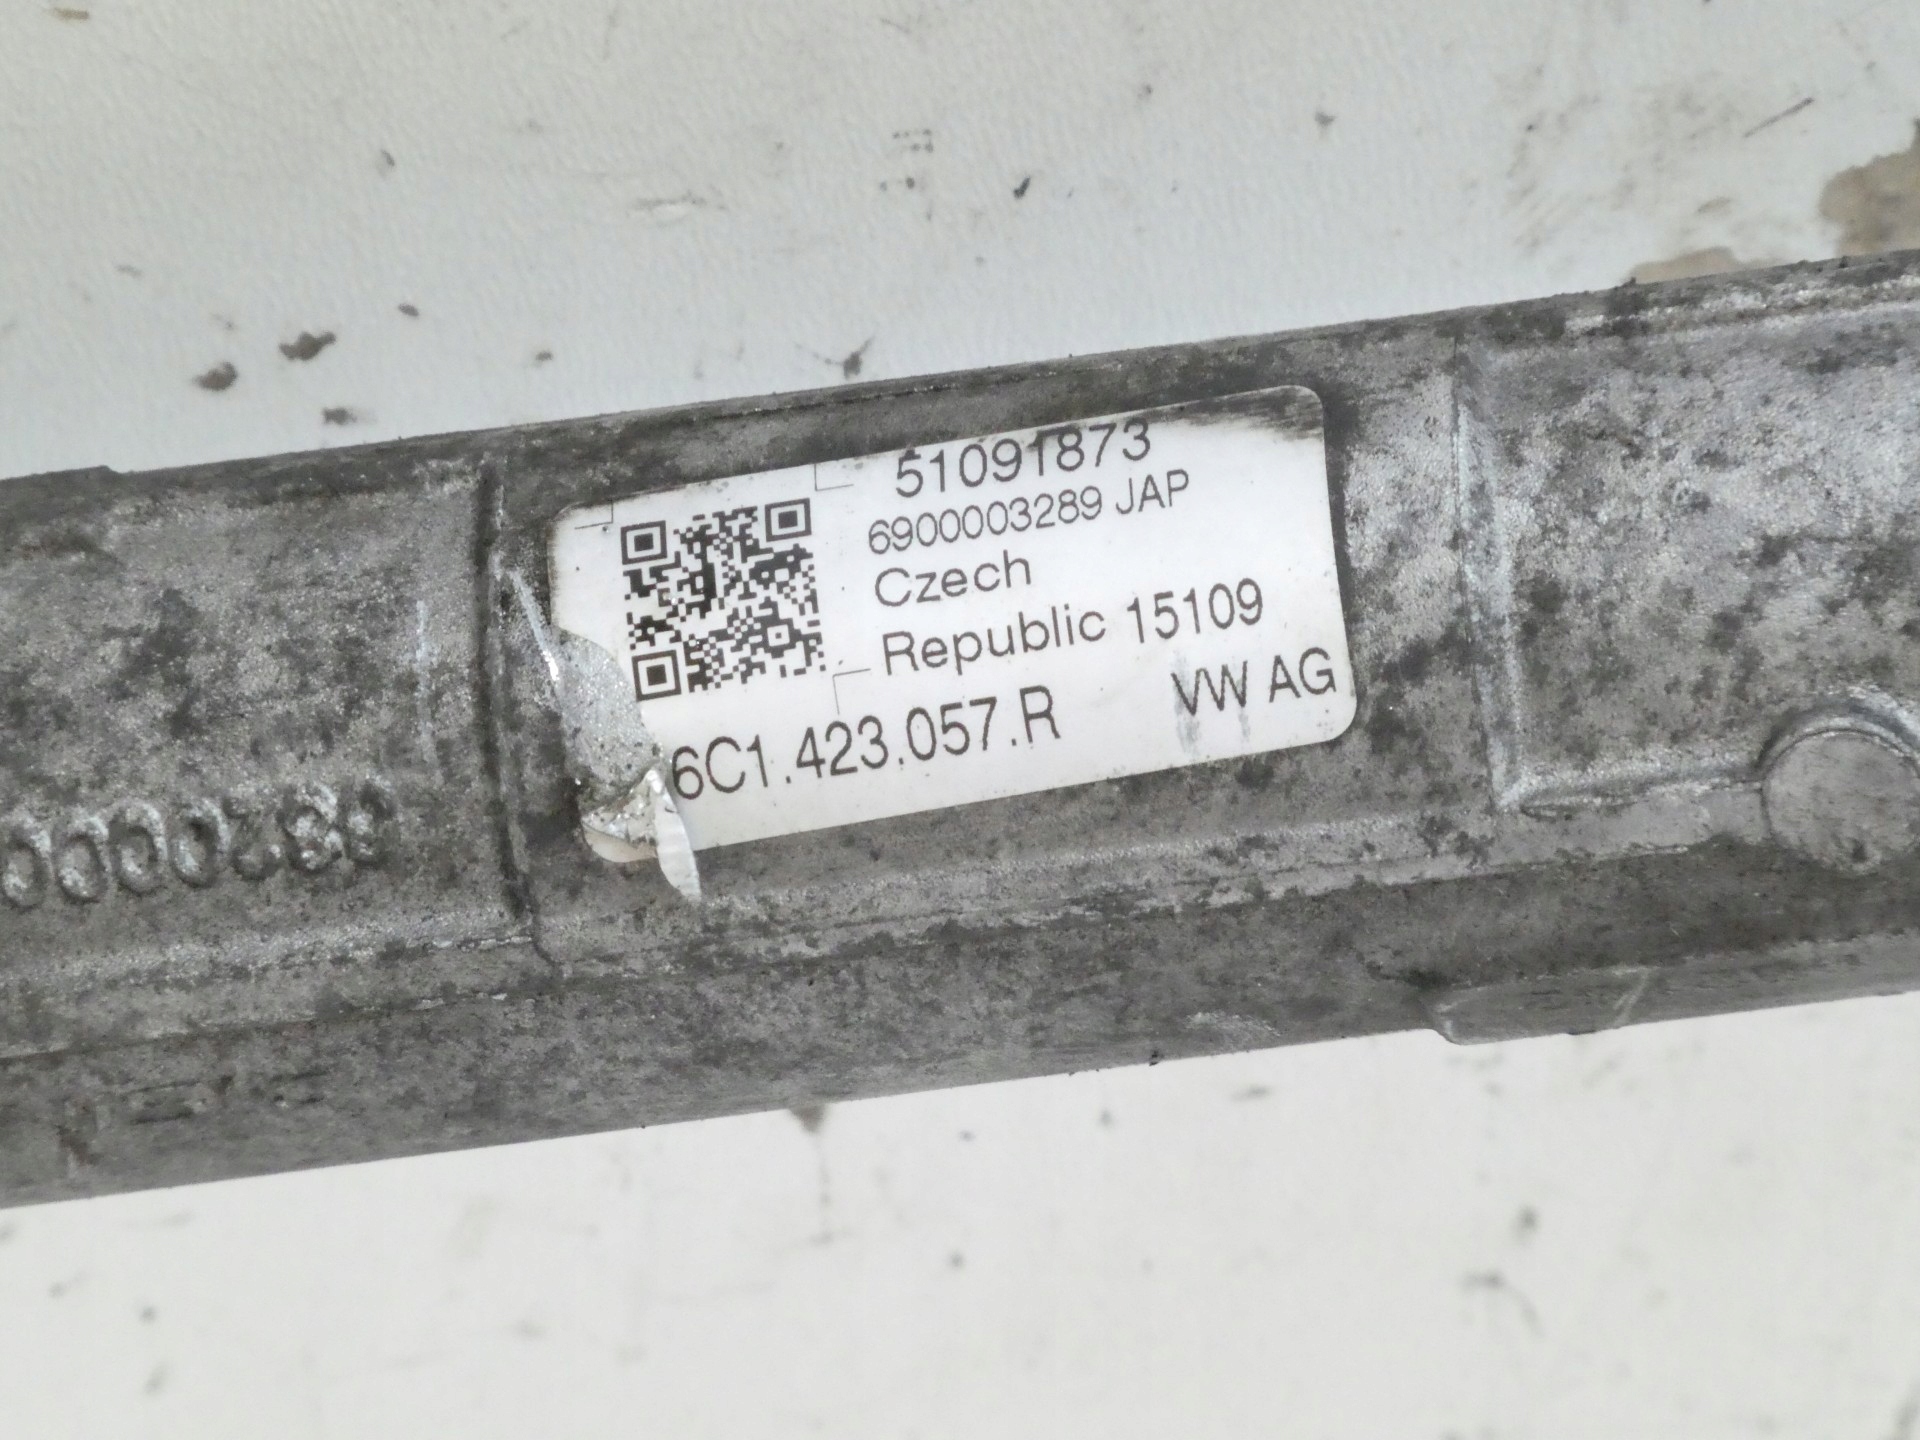 51091873
6900003289 JAP
Czech
Republic 15109
6C1.423.057.R VW AG